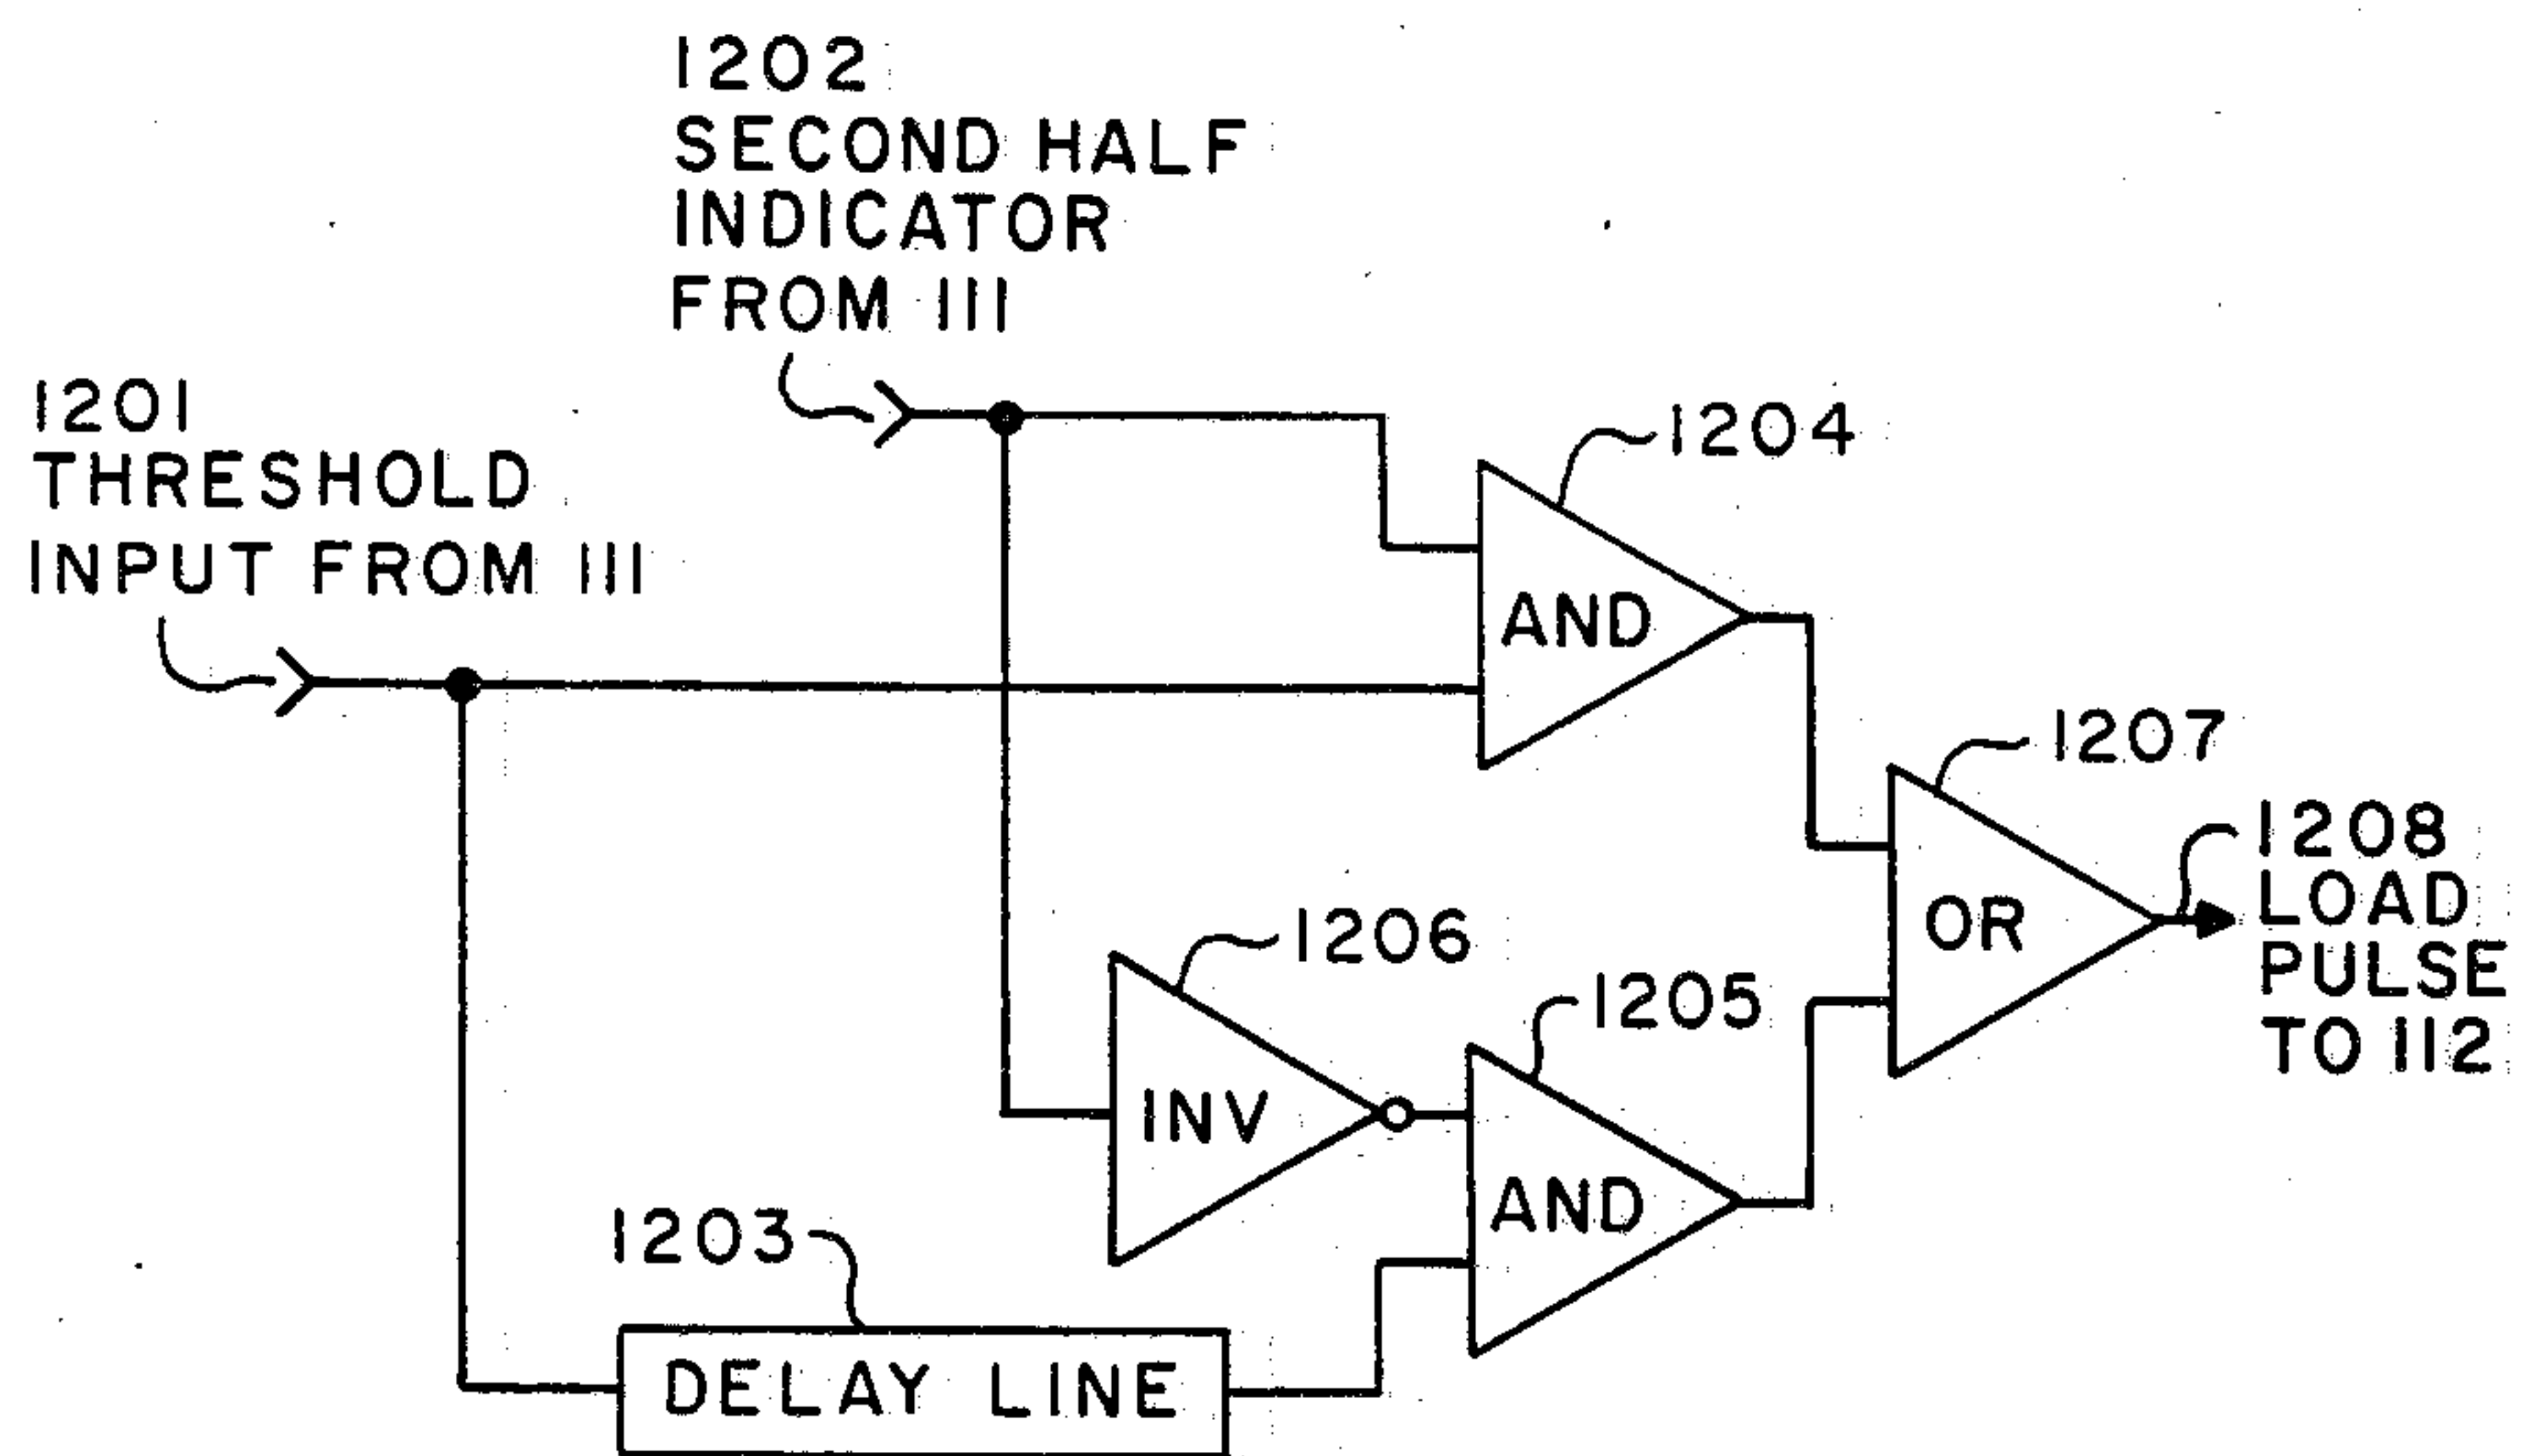 1202
SECOND HALF
INDICATOR
FROM 111
1201
THRESHOLD
INPUT FROM 111
1204
AND
1207
OR
1208
LOAD
PULSE
TO 112
1206
INV
1205
AND
1203
DELAY LINE